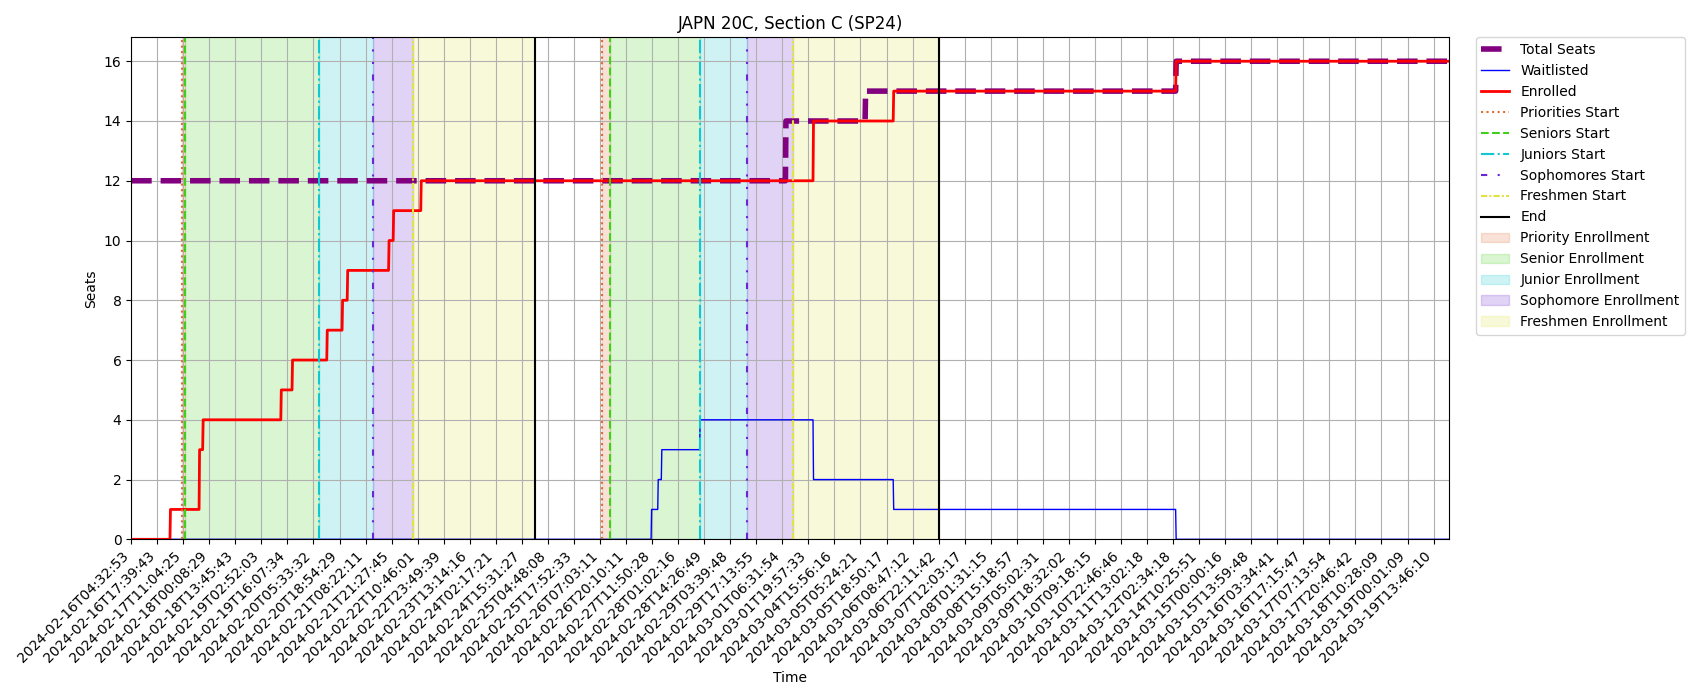 JAPN 20C, Section C (SP24)
Seats
16
14
12
10
8
6
4
2
0
2024-02-16T04:32:53
2024-02-16T17:39:43
2024-02-17T11:04:25
2024-02-18T00:08:29
2024-02-18T13:45:43
2024-02-19T02:52:03
2024-02-19T16:07:34
2024-02-20T05:33:32
2024-02-20T18:54:29
2024-02-21T08:22:11
2024-02-21T21:27:45
2024-02-22T10:46:01
2024-02-22T23:49:39
2024-02-23T13:14:16
2024-02-24T02:17:21
2024-02-24T15:31:27
2024-02-25T04:48:08
2024-02-25T17:52:33
2024-02-26T07:03:11
2024-02-26T20:10:11
2024-02-27T11:50:28
2024-02-28T01:02:16
2024-02-28T14:26:49
2024-02-29T03:39:48
2024-02-29T17:13:55
2024-03-01T06:31:54
2024-03-01T19:57:33
2024-03-04T15:56:16
2024-03-05T05:24:21
2024-03-05T18:50:17
2024-03-06T08:47:12
2024-03-06T22:11:42
2024-03-07T12:03:17
2024-03-08T01:31:15
2024-03-08T15:18:57
2024-03-09T05:02:31
2024-03-09T18:32:02
2024-03-10T09:18:15
2024-03-10T22:46:46
2024-03-11T13:02:18
2024-03-12T02:34:18
2024-03-14T10:25:51
2024-03-15T00:00:16
2024-03-15T13:59:48
2024-03-16T03:34:41
2024-03-16T17:15:47
2024-03-17T07:13:54
2024-03-17T20:46:42
2024-03-18T10:28:09
2024-03-19T00:01:09
2024-03-19T13:46:10
Time
Total Seats
Waitlisted
Enrolled
Priorities Start
Seniors Start
Juniors Start
Sophomores Start
Freshmen Start
End
Priority Enrollment
Senior Enrollment
Junior Enrollment
Sophomore Enrollment
Freshmen Enrollment